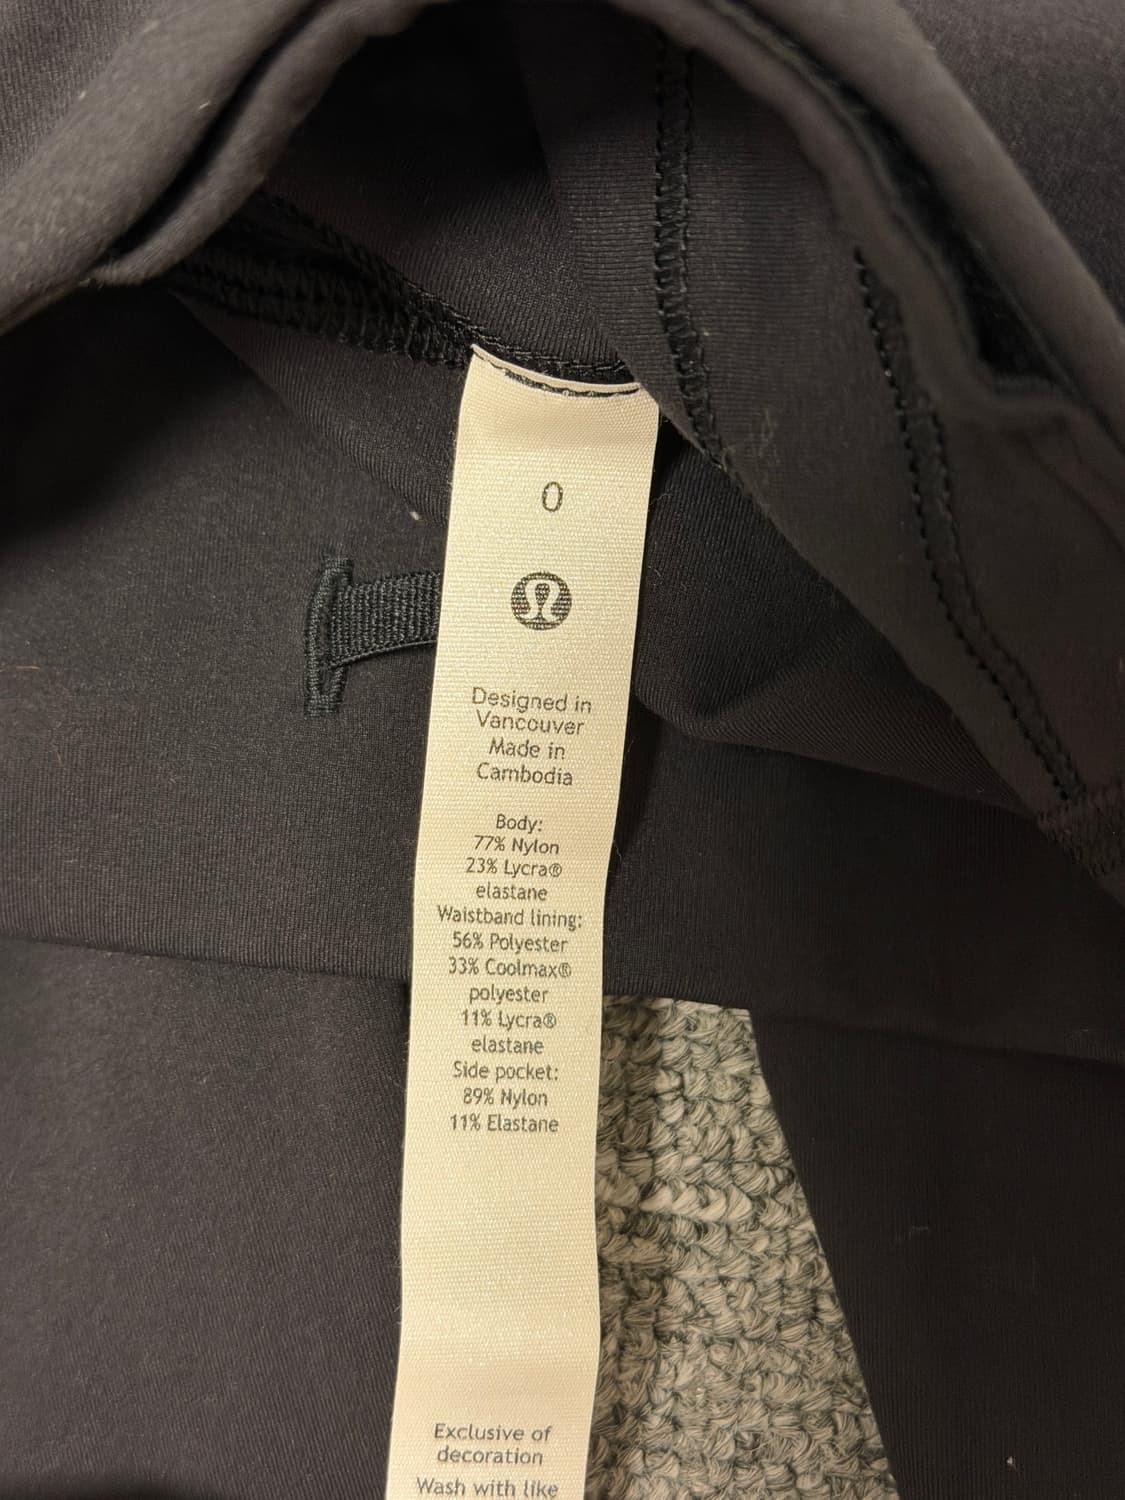 0
Designed in
Vancouver
Made in
Cambodia
Body:
77% Nylon
23% Lycra®
elastane
Waistband lining:
56% Polyester
33% Coolmax®
polyester
11% Lycra®
elastane
Side pocket:
89% Nylon
11% Elastane
Exclusive of
decoration
Wash with like